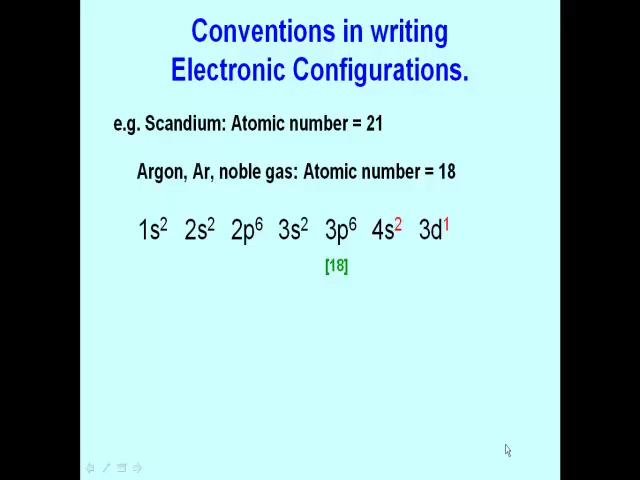 Conventions in writing
Electronic Configurations.
e.g. Scandium: Atomic number = 21
Argon, Ar, noble gas: Atomic number = 18
1s² 2s² 2p⁶ 3s² 3p⁶ 4s² 3d¹
[18]